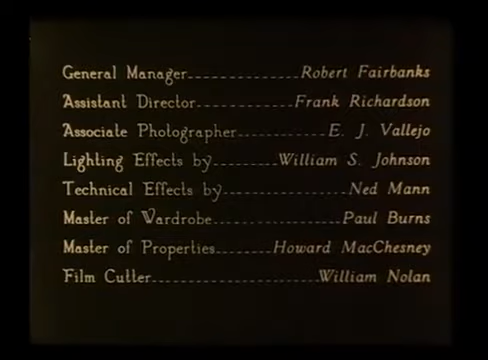 General Manager Robert Fairbanks
Assistant Director Frank Richardson
Associate Photographer E. J. Vallejo
Lighting Effects by William S. Johnson
Technical Effects by Ned Mann
Master of Wardrobe Paul Burns
Master of Properties Howard MacChesney
Film Cutter William Nolan